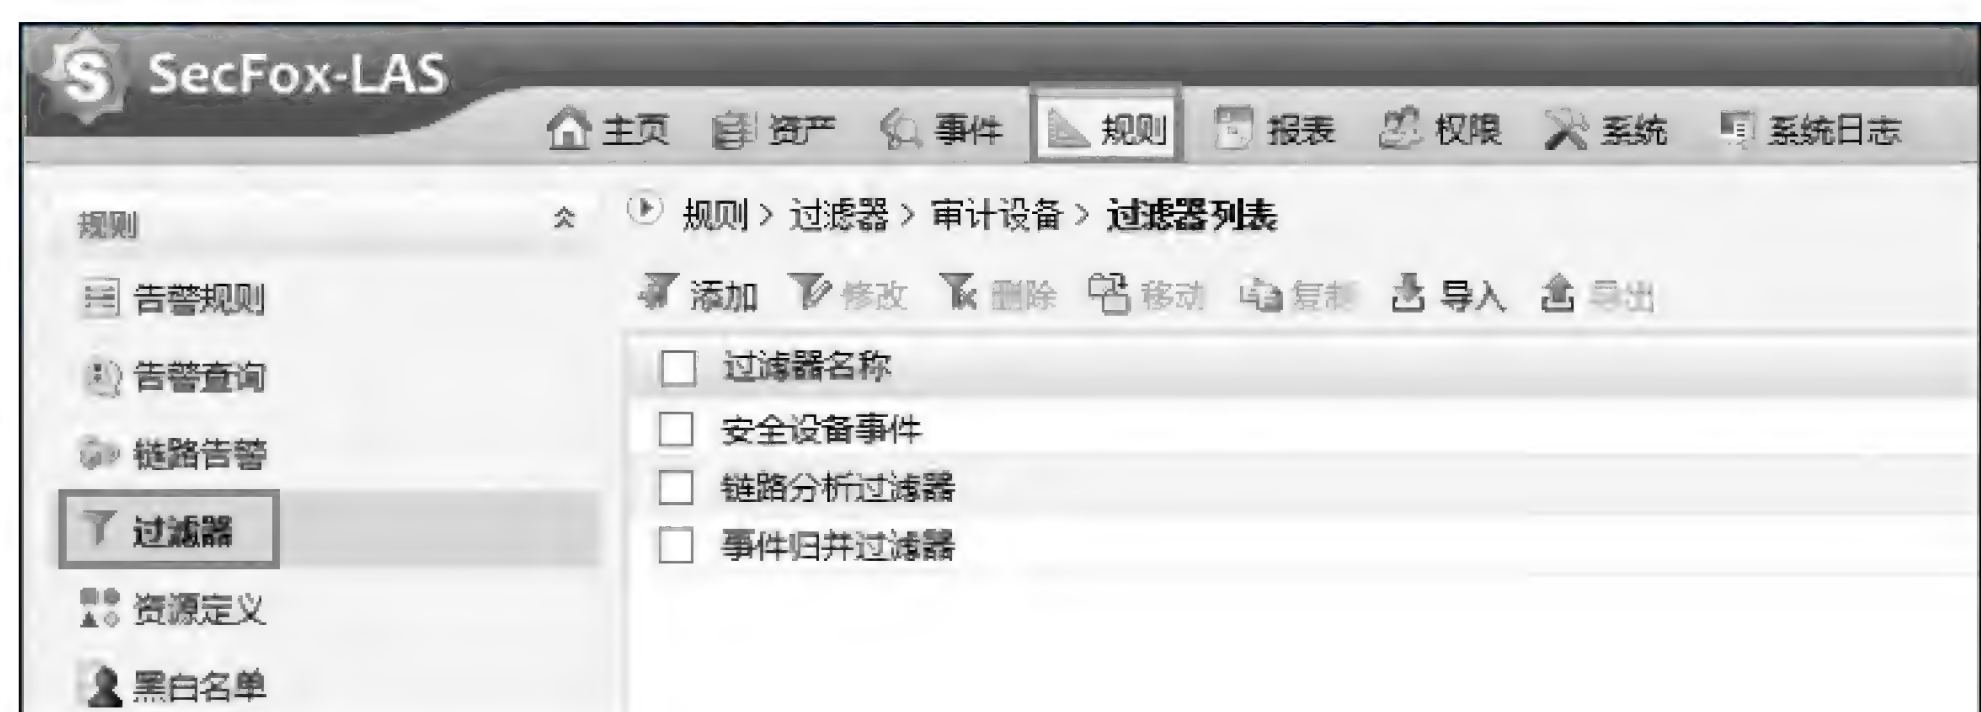 SecFox-LAS
主页 资产 事件 规则 报表 权限 系统 系统日志
规则
规则 > 过滤器 > 审计设备 > 过滤器列表
告警规则
添加 修改 删除 移动 复制 导入 导出
告警查询
过滤器名称
链路告警
安全设备事件
过滤器
链路分析过滤器
事件归并过滤器
资源定义
黑白名单